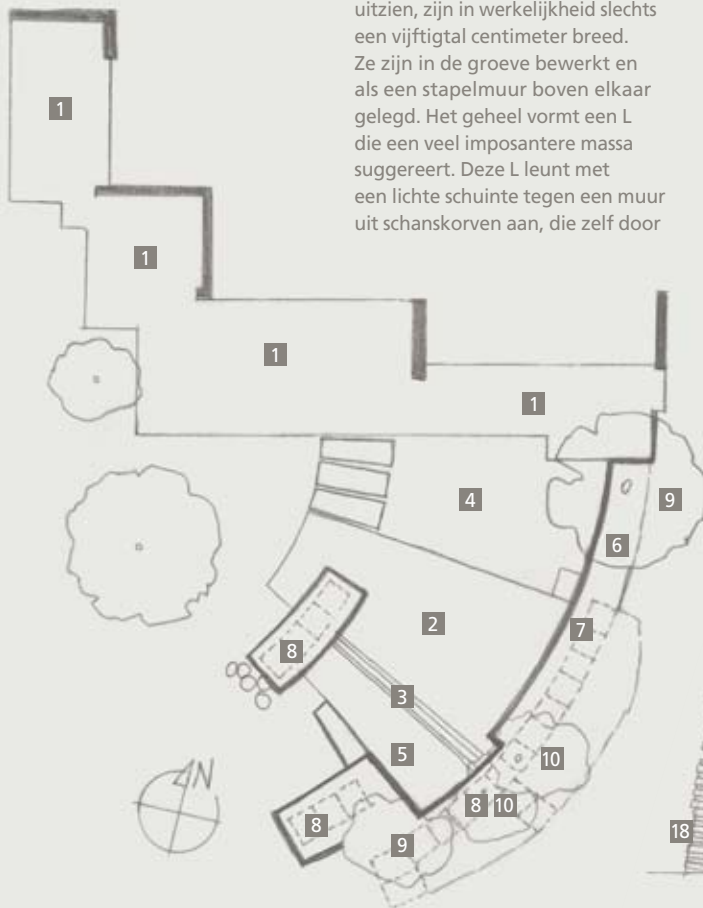 uitzien, zijn in werkelijkheid slechts
een vijftigtal centimeter breed.
Ze zijn in de groeve bewerkt en
als een stapelmuur boven elkaar
gelegd. Het geheel vormt een L
die een veel imposantere massa
suggereert. Deze L leunt met
een lichte schuinte tegen een muur
uit schanskorven aan, die zelf door
1
1
1
1
4
9
6
2
7
8
3
5
10
N
8
8 10
9
18